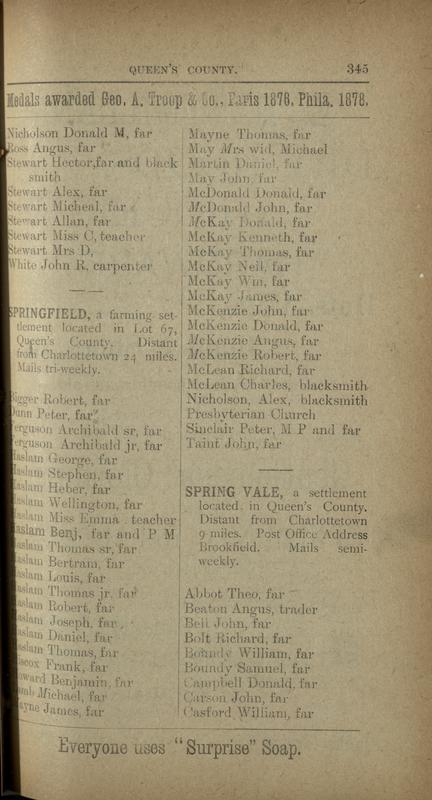 QUEEN'S COUNTY. 345
Medals awarded Geo. A. Troop & Co., Paris 1878. Phila. 1878.
Nicholson Donald M, far
Ross Angus, far
Stewart Hector,far and black
smith
Stewart Alex, far
Stewart Micheal, far
Stewart Allan, far
Stewart Miss C, teacher
Stewart Mrs D,
White John R, carpenter
SPRINGFIELD, a farming set-
tlement located in Lot 67,
Queen's County. Distant
from Charlottetown 24 miles.
Mails tri-weekly.
Bigger Robert, far
Dunn Peter, far
Ferguson Archibald sr, far
Ferguson Archibald jr, far
Haslam George, far
Haslam Stephen, far
Haslam Heber, far
Haslam Wellington, far
Haslam Miss Emma teacher
Haslam Benj, far and P M
Haslam Thomas sr, far
Haslam Bertram, far
Haslam Louis, far
Haslam Thomas jr. far
Haslam Robert, far
Haslam Joseph, far
Haslam Daniel, far
Haslam Thomas, far
Frank, far
Benjamin, far
Michael, far
James, far
Mayne Thomas, far
May Mrs wid, Michael
Martin Daniel, far
May John, far
McDonald Donald, far
McDonald John, far
McKay Donald, far
McKay Kenneth, far
McKay Thomas, far
McKay Neil, far
McKay Wm, far
McKay James, far
McKenzie John, far
McKenzie Donald, far
McKenzie Angus, far
McKenzie Robert, far
McLean Richard, far
McLean Charles, blacksmith
Nicholson, Alex, blacksmith
Presbyterian Church
Sinclair Peter, M P and far
Taint John, far
SPRING VALE, a settlement
located in Queen's County.
Distant from Charlottetown
9 miles. Post Office Address
Brookfield. Mails semi-
weekly.
Abbot Theo, far
Beaton Angus, trader
Bell John, far
Bolt Richard, far
Boundy William, far
Boundy Samuel, far
Campbell Donald, far
Carson John, far
Casford William, far
Everyone uses "Surprise" Soap.